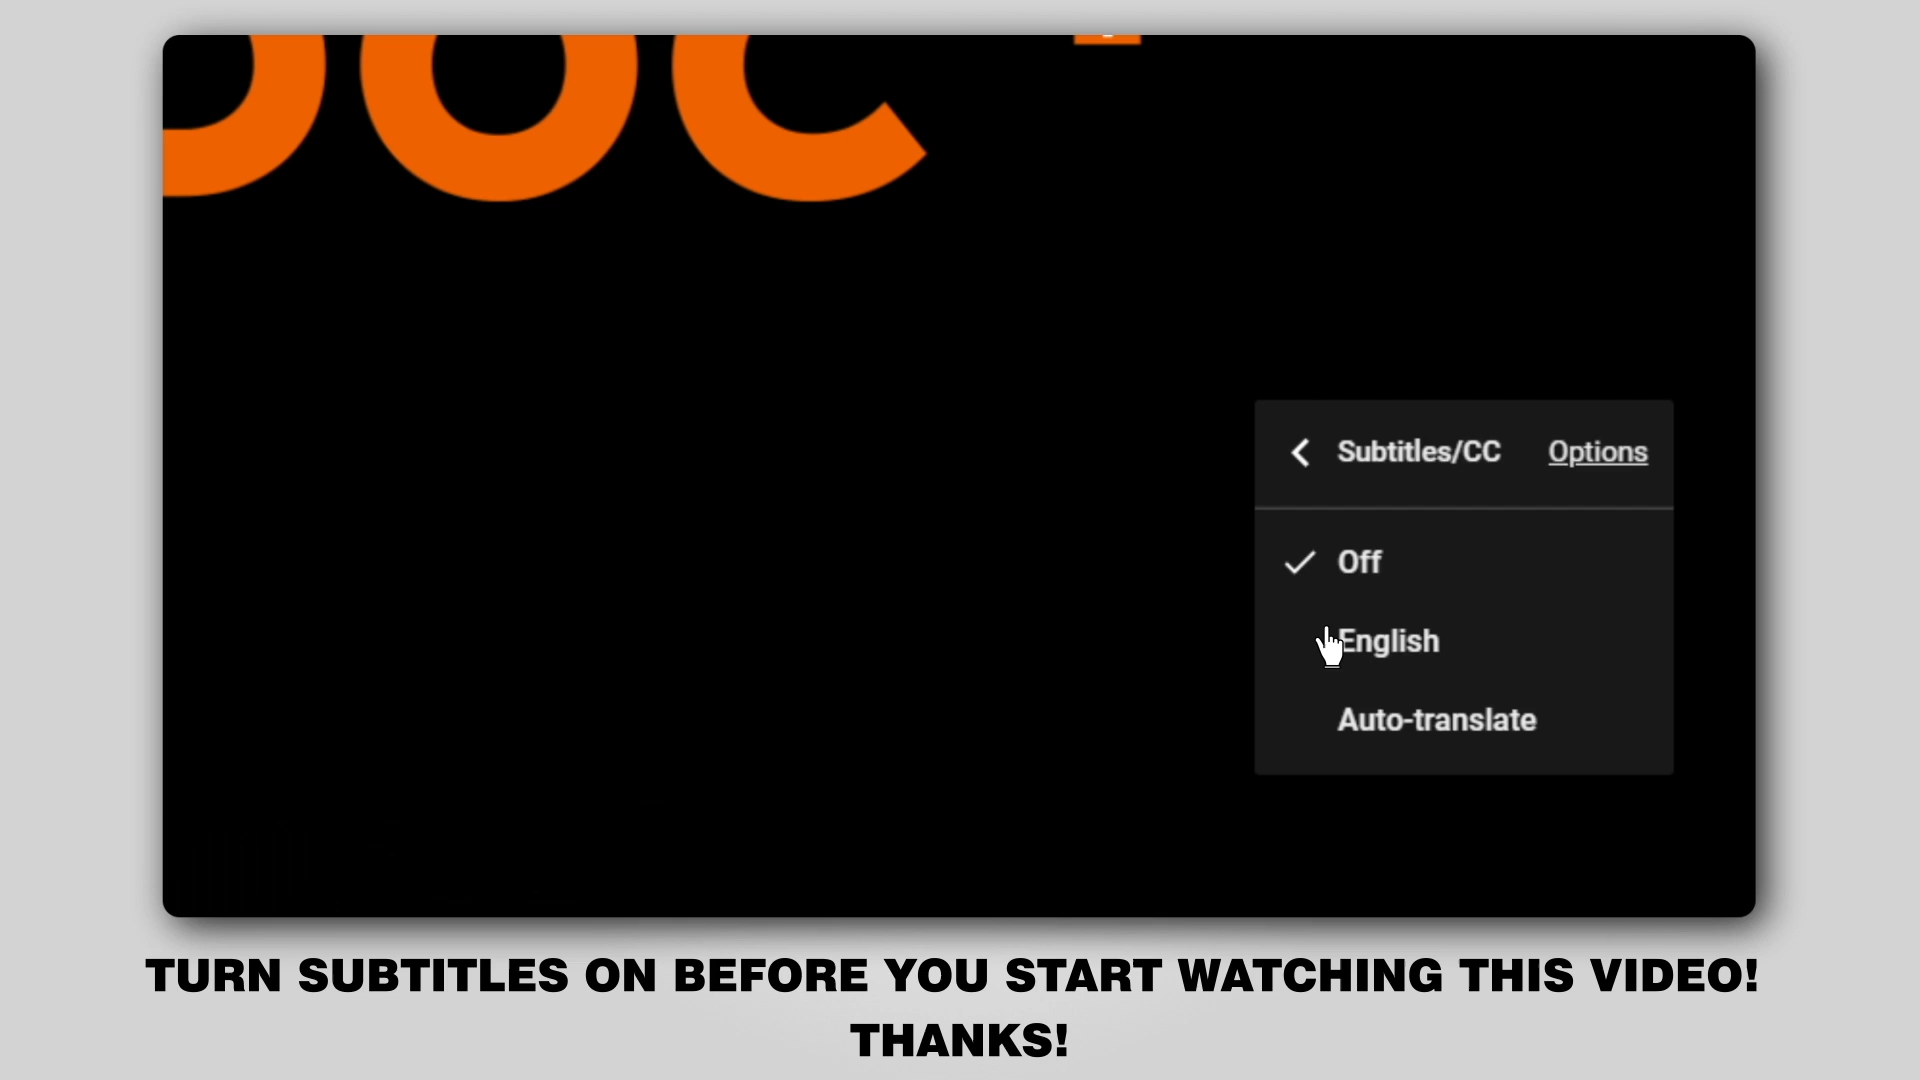 Subtitles/CC Options
Off
English
Auto-translate
TURN SUBTITLES ON BEFORE YOU START WATCHING THIS VIDEO!
THANKS!